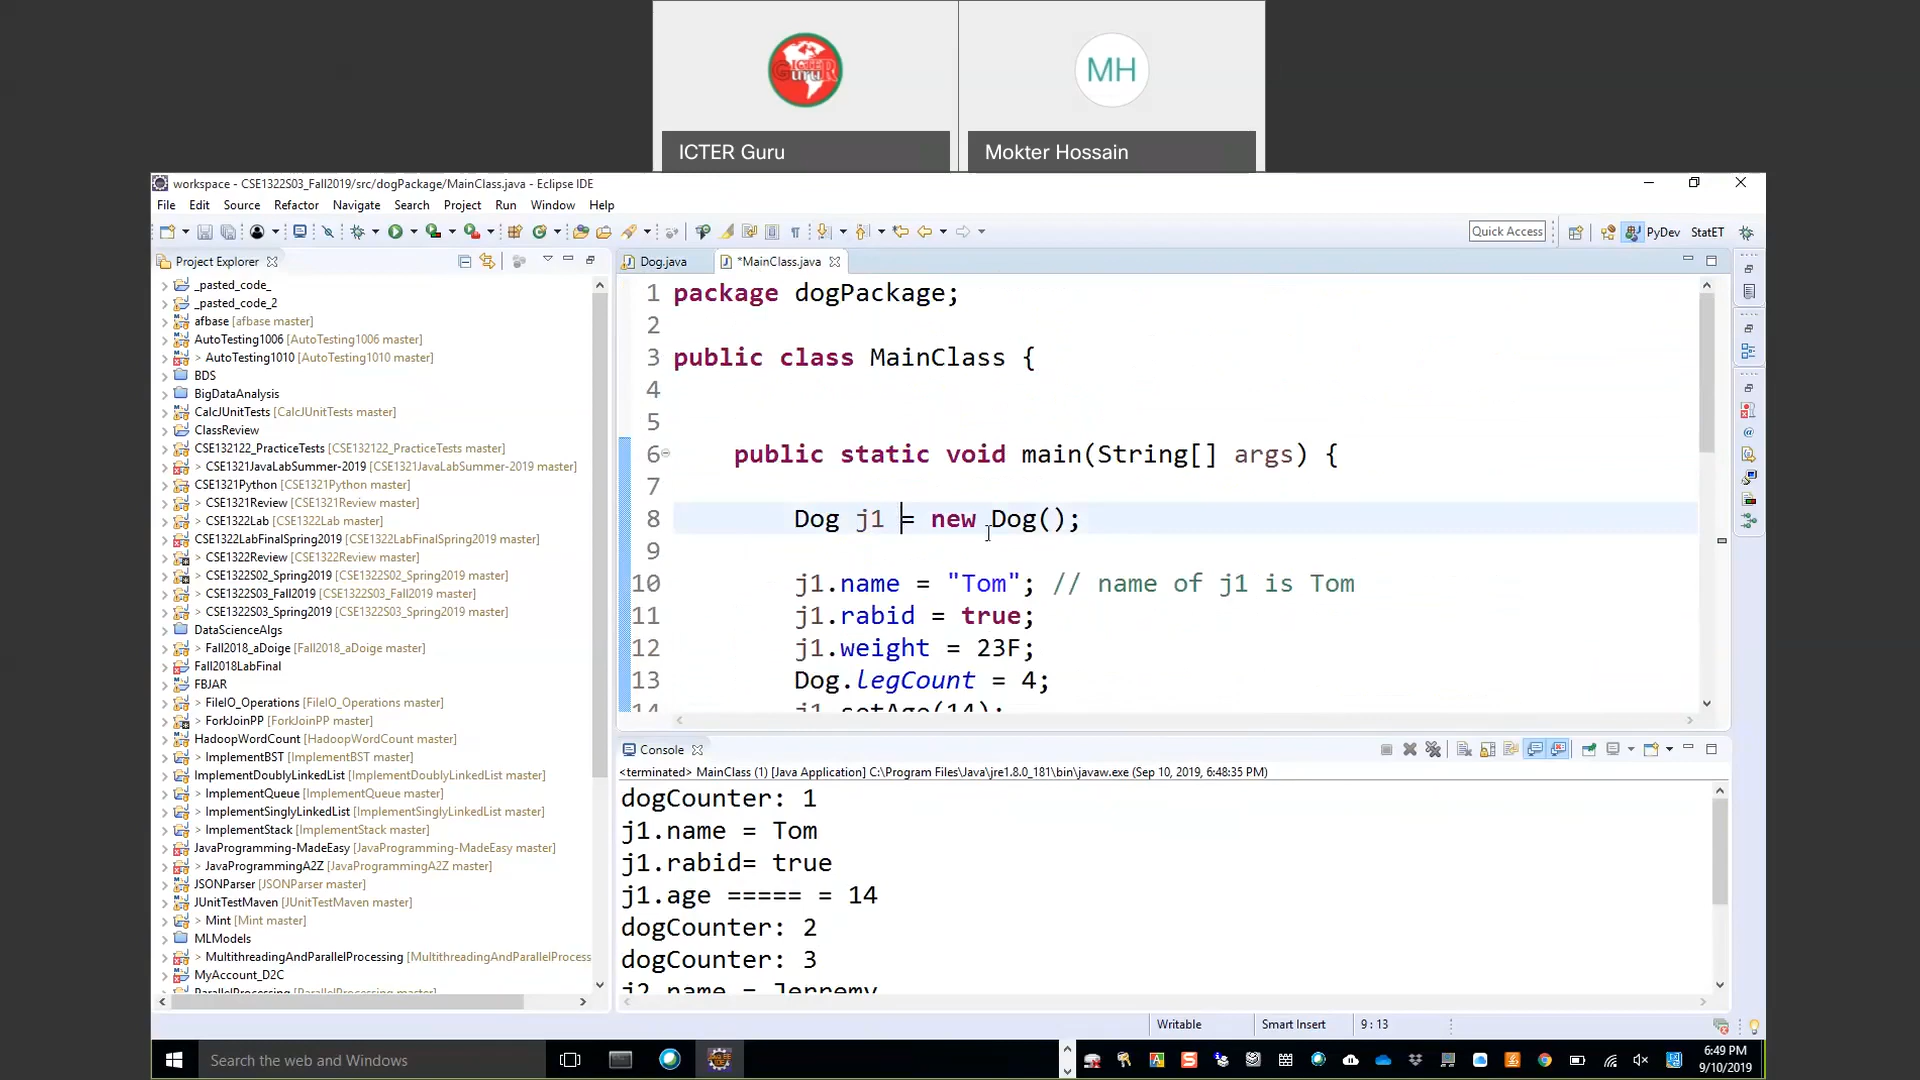 MH
ICTER Guru
Mokter Hossain
workspace - CSE1322S03_Fall2019/src/dogPackage/MainClass.java - Eclipse IDE
File Edit Source Refactor Navigate Search Project Run Window Help
Quick Access
PyDev
StatET
Project Explorer
Dog.java
*MainClass.java
_pasted_code_
_pasted_code_2
afbase [afbase master]
AutoTesting1006 [AutoTesting1006 master]
> AutoTesting1010 [AutoTesting1010 master]
BDS
BigDataAnalysis
CalcJUnitTests [CalcJUnitTests master]
ClassReview
CSE132122_PracticeTests [CSE132122_PracticeTests master]
> CSE1321JavaLabSummer-2019 [CSE1321JavaLabSummer-2019 master]
CSE1321Python [CSE1321Python master]
> CSE1321Review [CSE1321Review master]
> CSE1322Lab [CSE1322Lab master]
CSE1322LabFinalSpring2019 [CSE1322LabFinalSpring2019 master]
> CSE1322Review [CSE1322Review master]
> CSE1322S02_Spring2019 [CSE1322S02_Spring2019 master]
> CSE1322S03_Fall2019 [CSE1322S03_Fall2019 master]
> CSE1322S03_Spring2019 [CSE1322S03_Spring2019 master]
DataScienceAlgs
> Fall2018_aDoige [Fall2018_aDoige master]
Fall2018LabFinal
FBJAR
> FileIO_Operations [FileIO_Operations master]
> ForkJoinPP [ForkJoinPP master]
HadoopWordCount [HadoopWordCount master]
> ImplementBST [ImplementBST master]
ImplementDoublyLinkedList [ImplementDoublyLinkedList master]
> ImplementQueue [ImplementQueue master]
> ImplementSinglyLinkedList [ImplementSinglyLinkedList master]
> ImplementStack [ImplementStack master]
JavaProgramming-MadeEasy [JavaProgramming-MadeEasy master]
> JavaProgrammingA2Z [JavaProgrammingA2Z master]
JSONParser [JSONParser master]
JUnitTestMaven [JUnitTestMaven master]
> Mint [Mint master]
MLModels
> MultithreadingAndParallelProcessing [MultithreadingAndParallelProcess
MyAccount_D2C
ParallelProcessing [ParallelProcessing master]
1 package dogPackage;
2
3 public class MainClass {
4
5
6 public static void main(String[] args) {
7
8 Dog j1 = new Dog();
9
10 j1.name = "Tom"; // name of j1 is Tom
11 j1.rabid = true;
12 j1.weight = 23F;
13 Dog.legCount = 4;
14 j1.setAge(14);
Console
<terminated> MainClass (1) [Java Application] C:\Program Files\Java\jre1.8.0_181\bin\javaw.exe (Sep 10, 2019, 6:48:35 PM)
dogCounter: 1
j1.name = Tom
j1.rabid= true
j1.age ===== = 14
dogCounter: 2
dogCounter: 3
j2.name = Jerremy
Writable
Smart Insert
9 : 13
Search the web and Windows
6:49 PM
9/10/2019